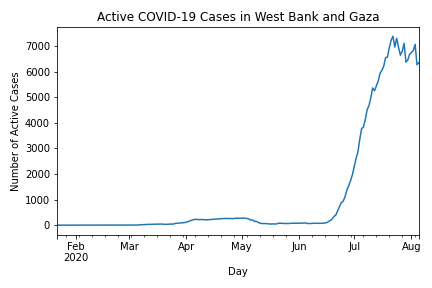 Active COVID-19 Cases in West Bank and Gaza
Number of Active Cases
7000
6000
5000
4000
3000
2000
1000
0
Feb Mar Apr May Jun Jul Aug
2020
Day